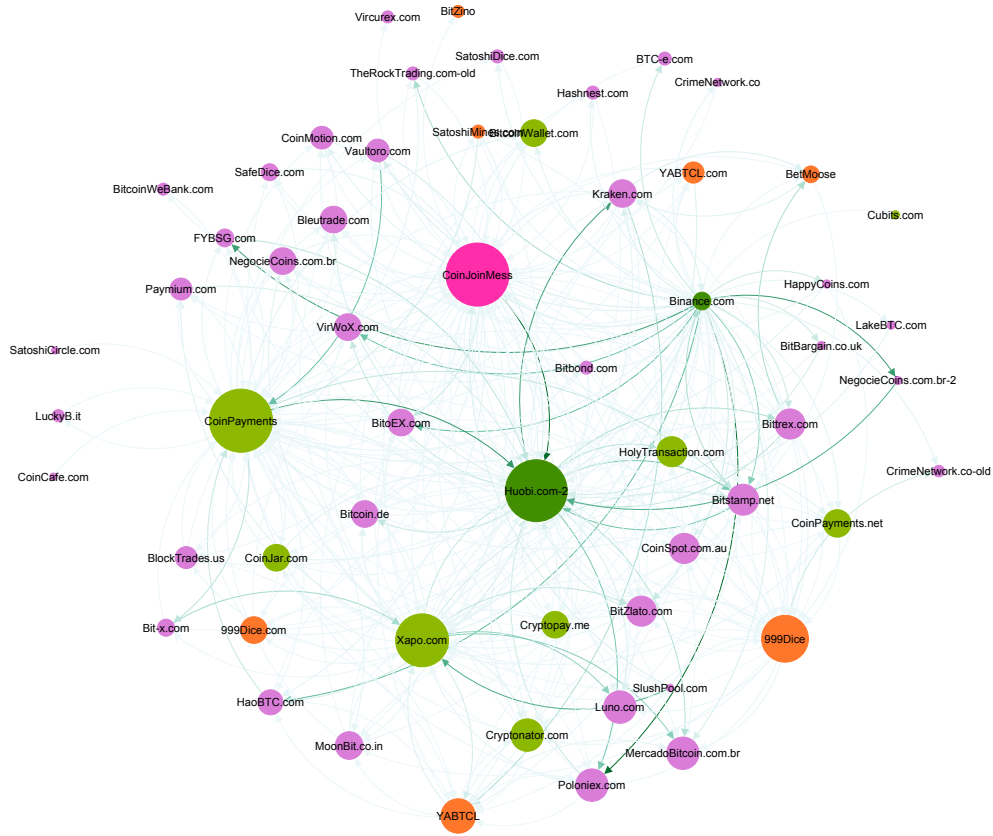 Vircurex.com
BitZino
SatoshiDice.com
BTC-e.com
TheRockTrading.com-old
CrimeNetwork.co
Hashnest.com
SatoshiMines.com
BitcoinWallet.com
CoinMotion.com
Vaultoro.com
SafeDice.com
YABTCL.com
BetMoose
BitcoinWeBank.com
Kraken.com
Cubits.com
Bleutrade.com
FYBSG.com
NegocieCoins.com.br
CoinJoinMess
Paymium.com
HappyCoins.com
Binance.com
VirWoX.com
LakeBTC.com
BitBargain.co.uk
SatoshiCircle.com
Bitbond.com
NegocieCoins.com.br-2
LuckyB.it
CoinPayments
BitoEX.com
Bittrex.com
HolyTransaction.com
CoinCafe.com
CrimeNetwork.co-old
Huobi.com-2
Bitstamp.net
Bitcoin.de
CoinPayments.net
CoinSpot.com.au
BlockTrades.us
CoinJar.com
BitZlato.com
Bit-x.com
999Dice.com
Cryptopay.me
Xapo.com
999Dice
SlushPool.com
HaoBTC.com
Luno.com
Cryptonator.com
MoonBit.co.in
MercadoBitcoin.com.br
Poloniex.com
YABTCL